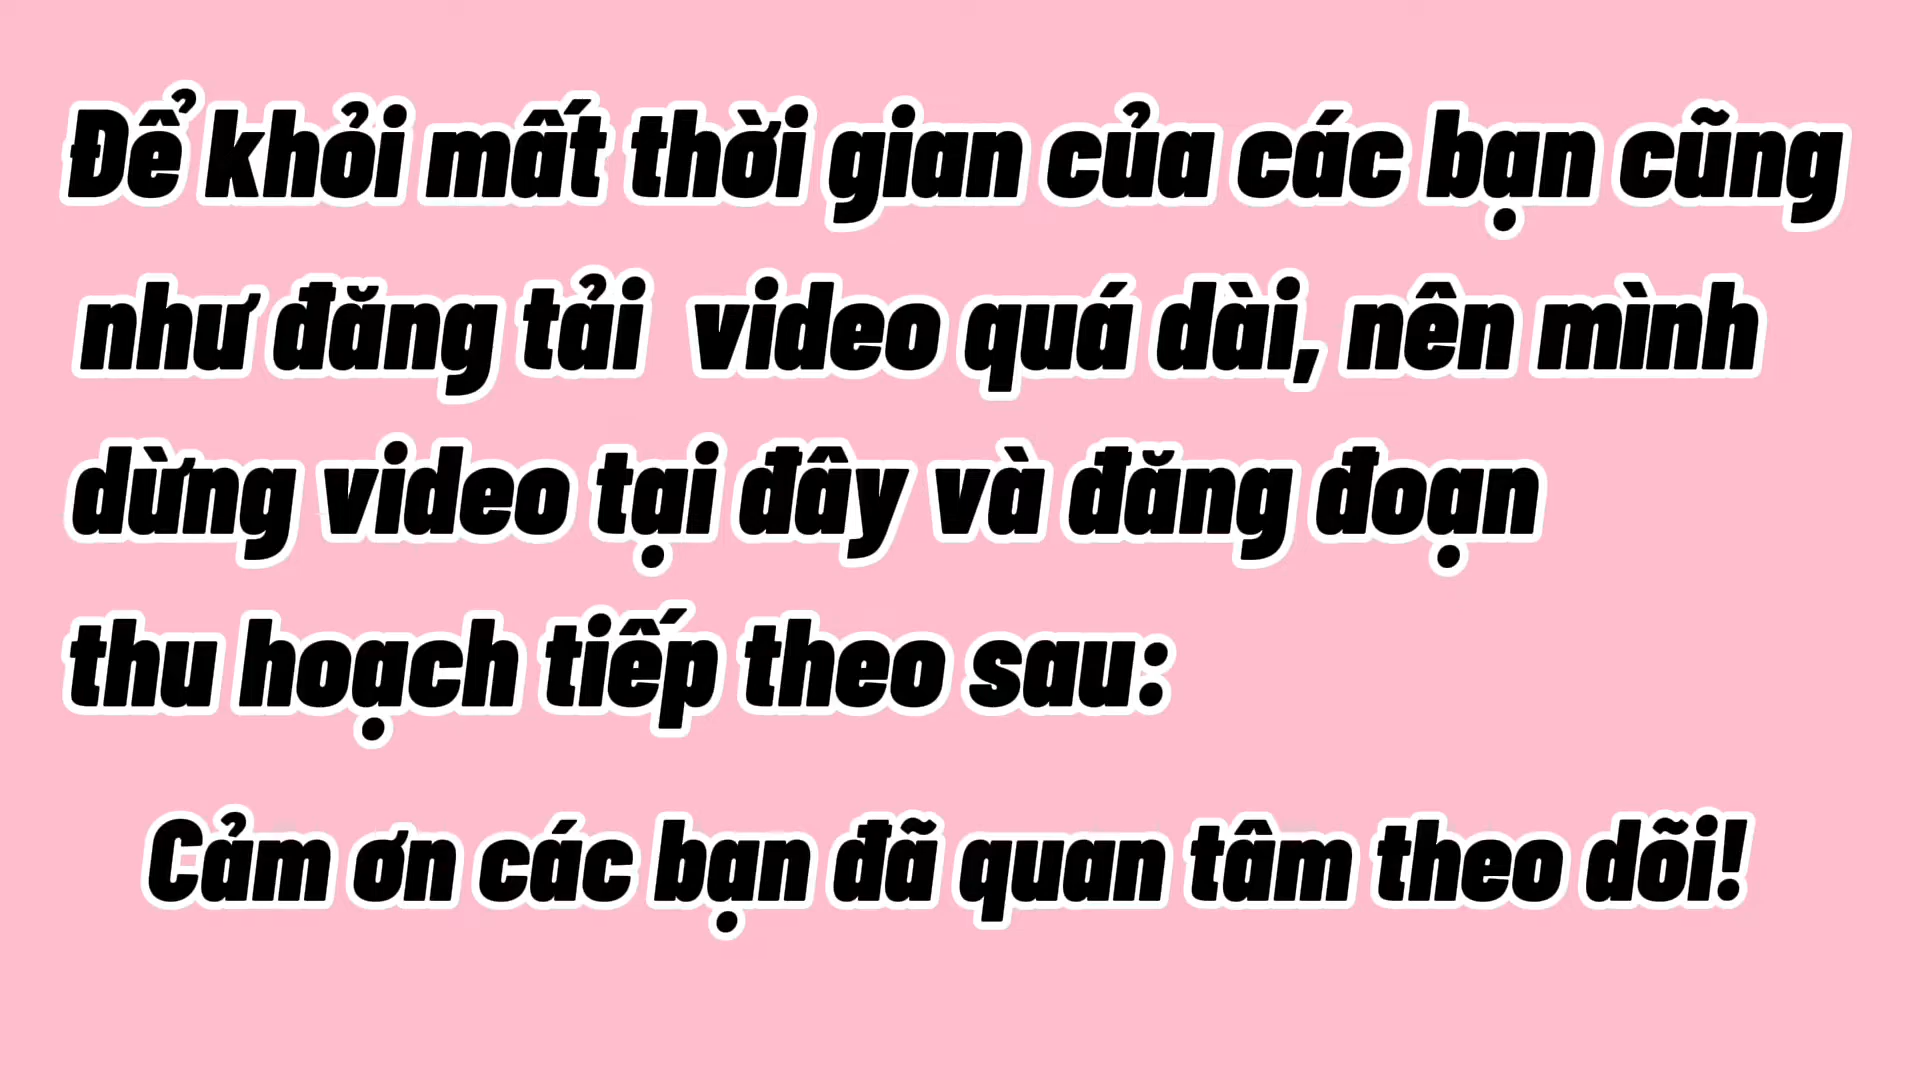 Để khỏi mất thời gian của các bạn cũng
như đăng tải video quá dài, nên mình
dừng video tại đây và đăng đoạn
thu hoạch tiếp theo sau:
Cảm ơn các bạn đã quan tâm theo dõi!